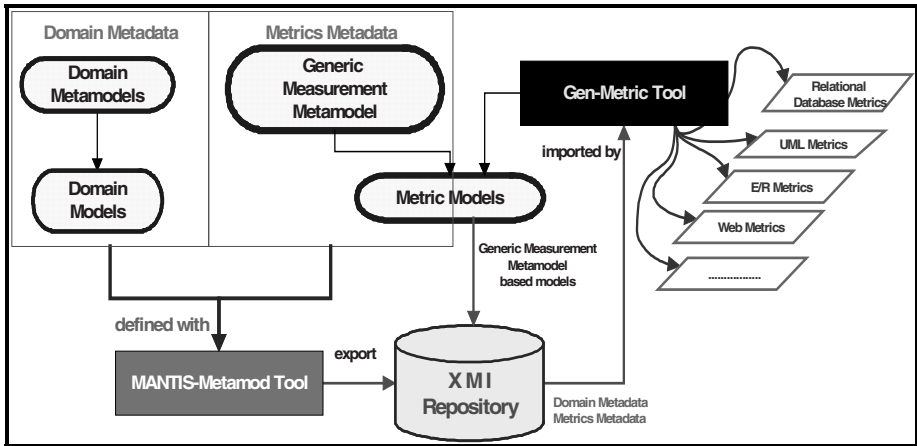 Domain Metadata
Metrics Metadata
Domain
Metamodels
Generic
Measurement
Metamodel
Gen-Metric Tool
Relational
Database Metrics
UML Metrics
imported by
E/R Metrics
Domain
Models
Metric Models
Web Metrics
Generic Measurement
Metamodel
based models
.................
defined with
export
MANTIS-Metamod Tool
XMI
Repository
Domain Metadata
Metrics Metadata